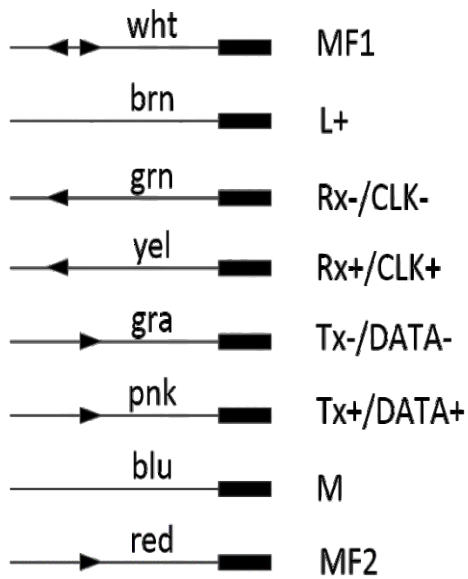 wht MF1
brn L+
grn Rx-/CLK-
yel Rx+/CLK+
gra Tx-/DATA-
pnk Tx+/DATA+
blu M
red MF2